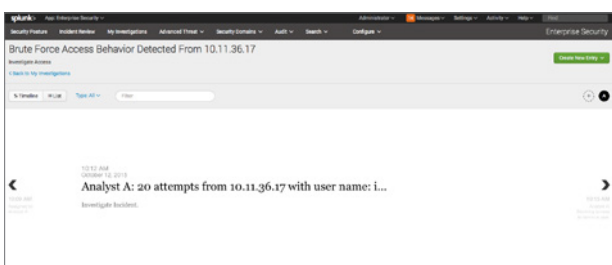 splunk> App: Enterprise Security
Administrator Messages Settings Activity Help Find
Security Posture Incident Review My Investigations Advanced Threat Security Domains Audit Search Configure Enterprise Security
Brute Force Access Behavior Detected From 10.11.36.17
Create New Entry
Investigate Access
< Back to My Investigations
Timeline List Type: All Filter
10:12 AM
Analyst A: 20 attempts from 10.11.36.17 with user name: i...
Investigate Incident.